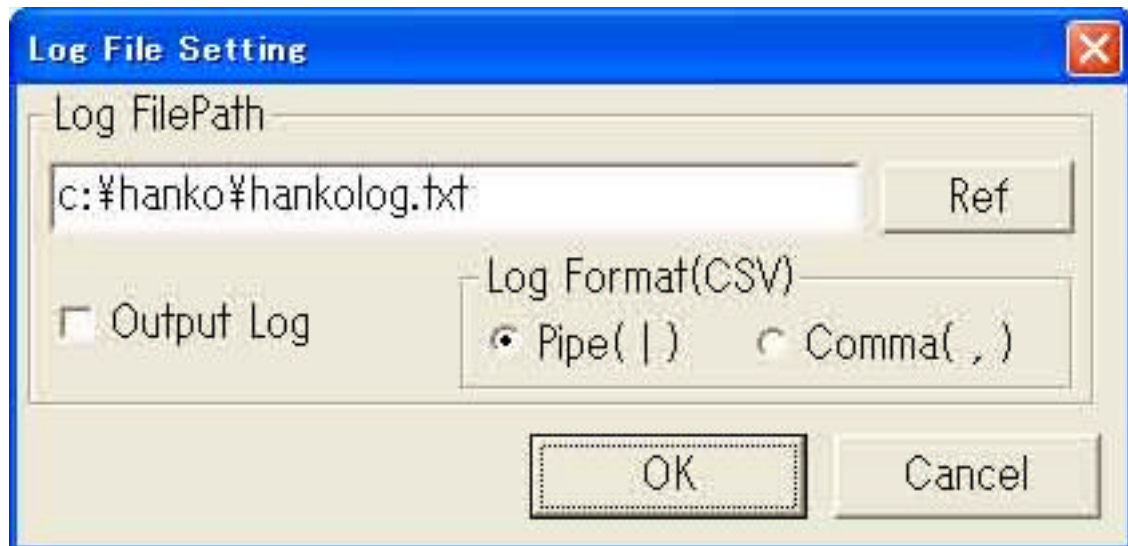 Log File Setting
Log FilePath
c:¥hanko¥hankolog.txt
Ref
Output Log
Log Format(CSV)
Pipe( | )
Comma( , )
OK
Cancel